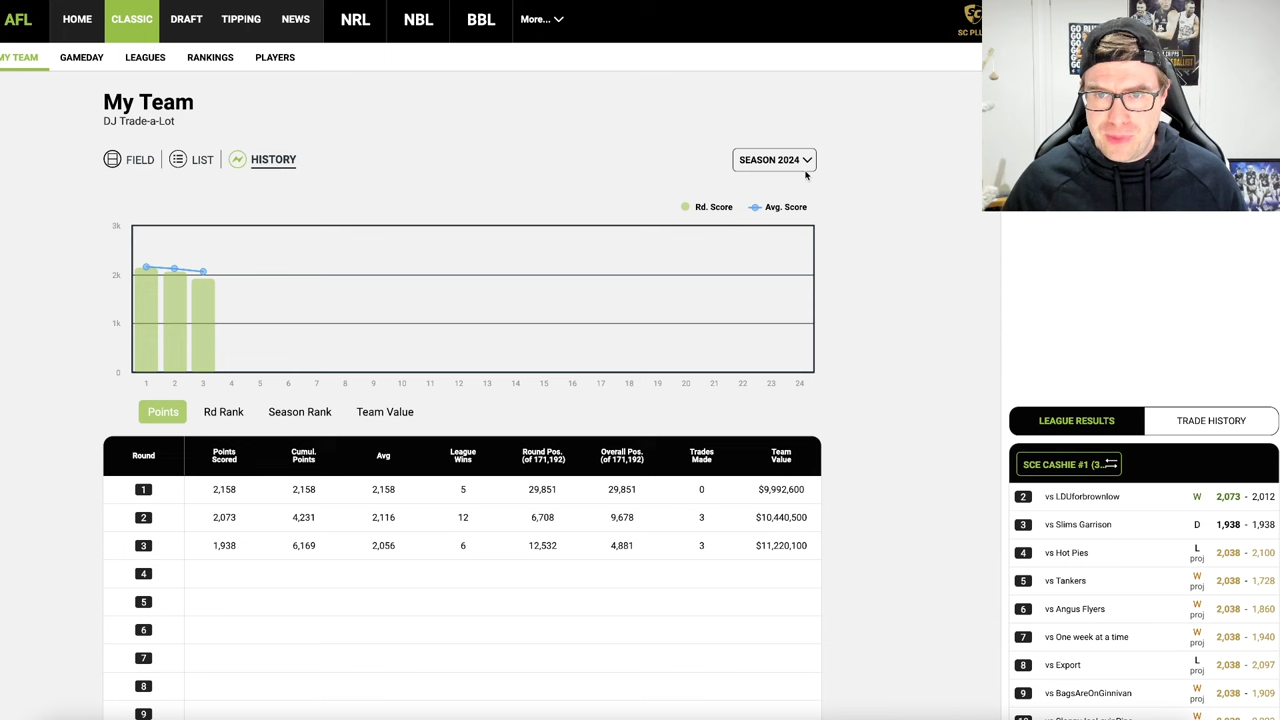 AFL HOME CLASSIC DRAFT TIPPING NEWS NRL NBL BBL More...
SC PLU
MY TEAM GAMEDAY LEAGUES RANKINGS PLAYERS
My Team
DJ Trade-a-Lot
FIELD LIST HISTORY
SEASON 2024
Rd. Score Avg. Score
3k
2k
1k
0
1 2 3 4 5 6 7 8 9 10 11 12 13 14 15 16 17 18 19 20 21 22 23 24
Points Rd Rank Season Rank Team Value
Round Points Scored Cumul. Points Avg League Wins Round Pos. (of 171,192) Overall Pos. (of 171,192) Trades Made Team Value
1 2,158 2,158 2,158 5 29,851 29,851 0 $9,992,600
2 2,073 4,231 2,116 12 6,708 9,678 3 $10,440,500
3 1,938 6,169 2,056 6 12,532 4,881 3 $11,220,100
4
5
6
7
8
9
LEAGUE RESULTS TRADE HISTORY
SCE CASHIE #1 (3...
2 vs LDUforbrownlow W 2,073 - 2,012
3 vs Slims Garrison D 1,938 - 1,938
4 vs Hot Pies L proj 2,038 - 2,100
5 vs Tankers W proj 2,038 - 1,728
6 vs Angus Flyers W proj 2,038 - 1,860
7 vs One week at a time W proj 2,038 - 1,940
8 vs Export L proj 2,038 - 2,097
9 vs BagsAreOnGinnivan W proj 2,038 - 1,909
W